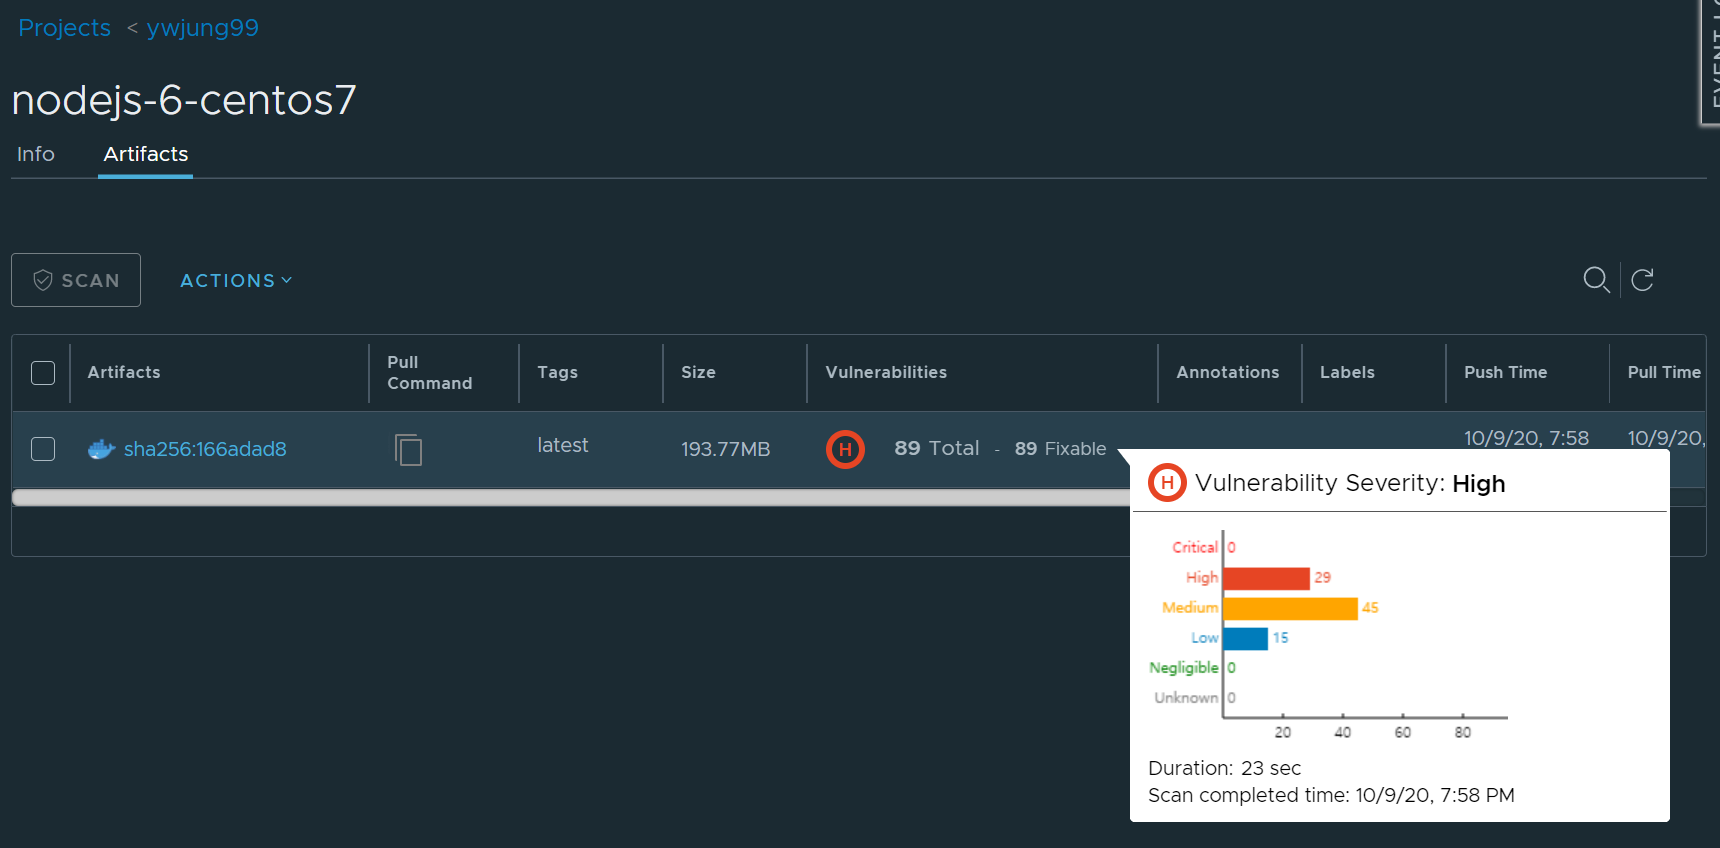 Projects < ywjung99
nodejs-6-centos7
Info Artifacts
SCAN ACTIONS
Artifacts Pull Command Tags Size Vulnerabilities Annotations Labels Push Time Pull Time
sha256:166adad8 latest 193.77MB H 89 Total - 89 Fixable 10/9/20, 7:58 10/9/20,
H Vulnerability Severity: High
Critical 0
High 29
Medium 45
Low 15
Negligible 0
Unknown 0
20 40 60 80
Duration: 23 sec
Scan completed time: 10/9/20, 7:58 PM
EVENT